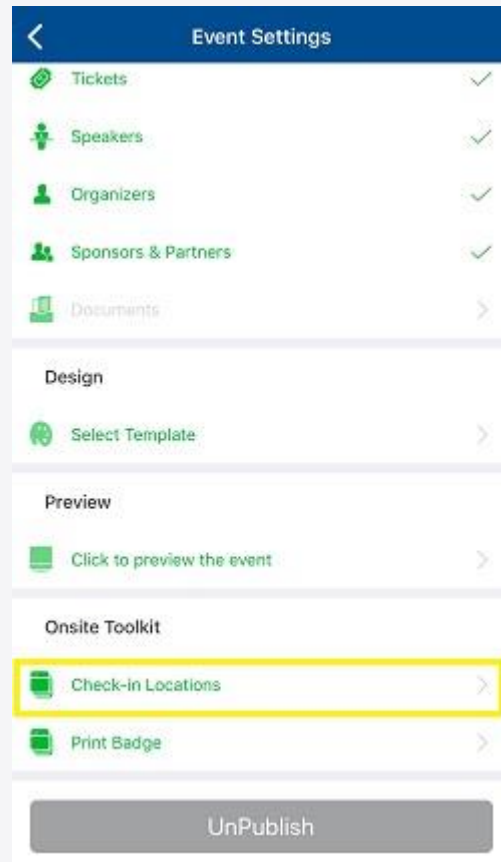 Event Settings
Tickets
Speakers
Organizers
Sponsors & Partners
Documents
Design
Select Template
Preview
Click to preview the event
Onsite Toolkit
Check-in Locations
Print Badge
UnPublish